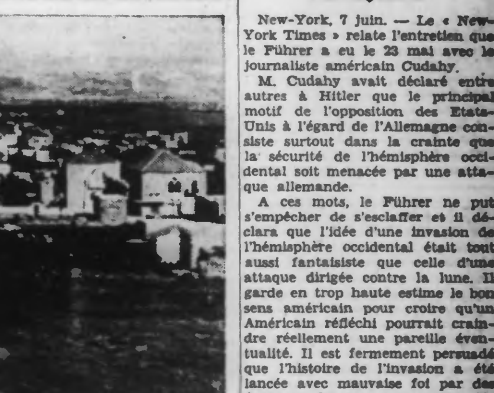 New-York, 7 juin. — Le « New-
York Times » relate l'entretien que
le Führer a eu le 23 mai avec le
journaliste américain Cudahy.
M. Cudahy avait déclaré entre
autres à Hitler que le principal
motif de l'opposition des Etats-
Unis à l'égard de l'Allemagne con-
siste surtout dans la crainte que
la sécurité de l'hémisphère occi-
dental soit menacée par une atta-
que allemande.
A ces mots, le Führer ne put
s'empêcher de s'esclaffer et il dé-
clara que l'idée d'une invasion de
l'hémisphère occidental était tout
aussi fantaisiste que celle d'une
attaque dirigée contre la lune. Il
garde en trop haute estime le bon
sens américain pour croire qu'un
Américain réfléchi pourrait crain-
dre réellement une pareille éven-
tualité. Il est fermement persuadé
que l'histoire de l'invasion a été
lancée avec mauvaise foi par des